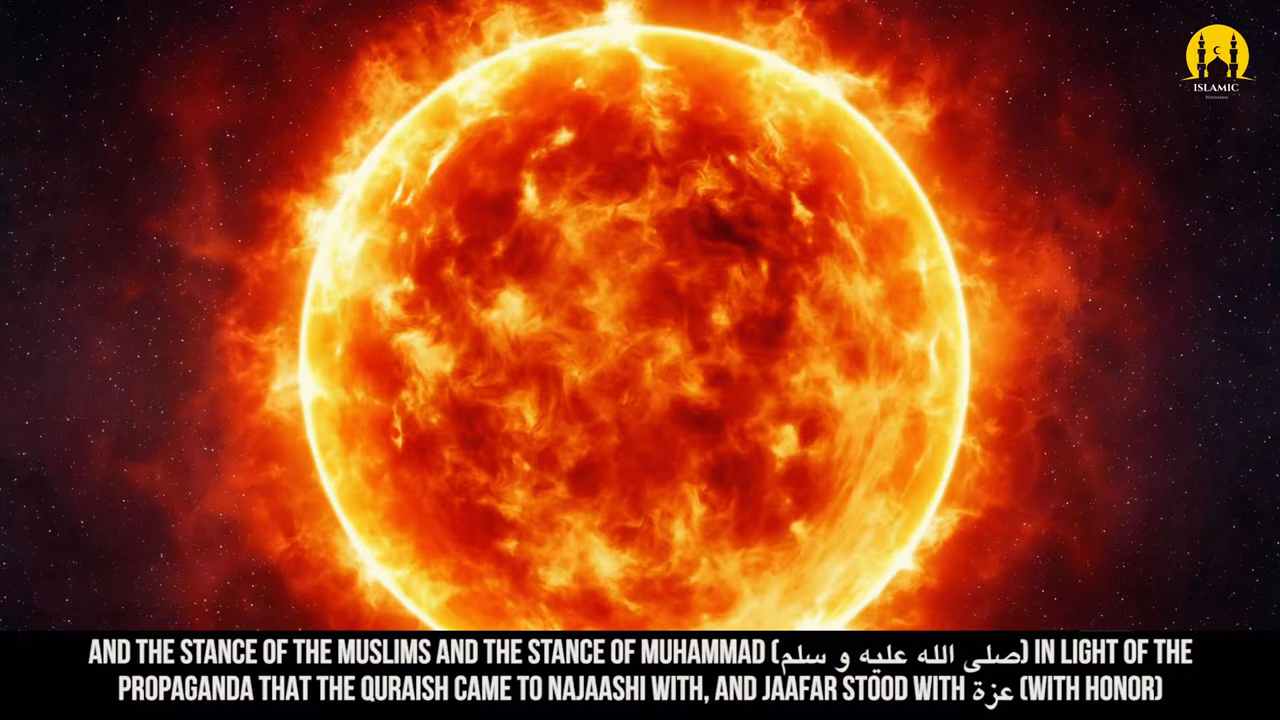 ISLAMIC
AND THE STANCE OF THE MUSLIMS AND THE STANCE OF MUHAMMAD (صلى الله عليه و سلم) IN LIGHT OF THE
PROPAGANDA THAT THE QURAISH CAME TO NAJAASHI WITH, AND JAAFAR STOOD WITH عزة (WITH HONOR)